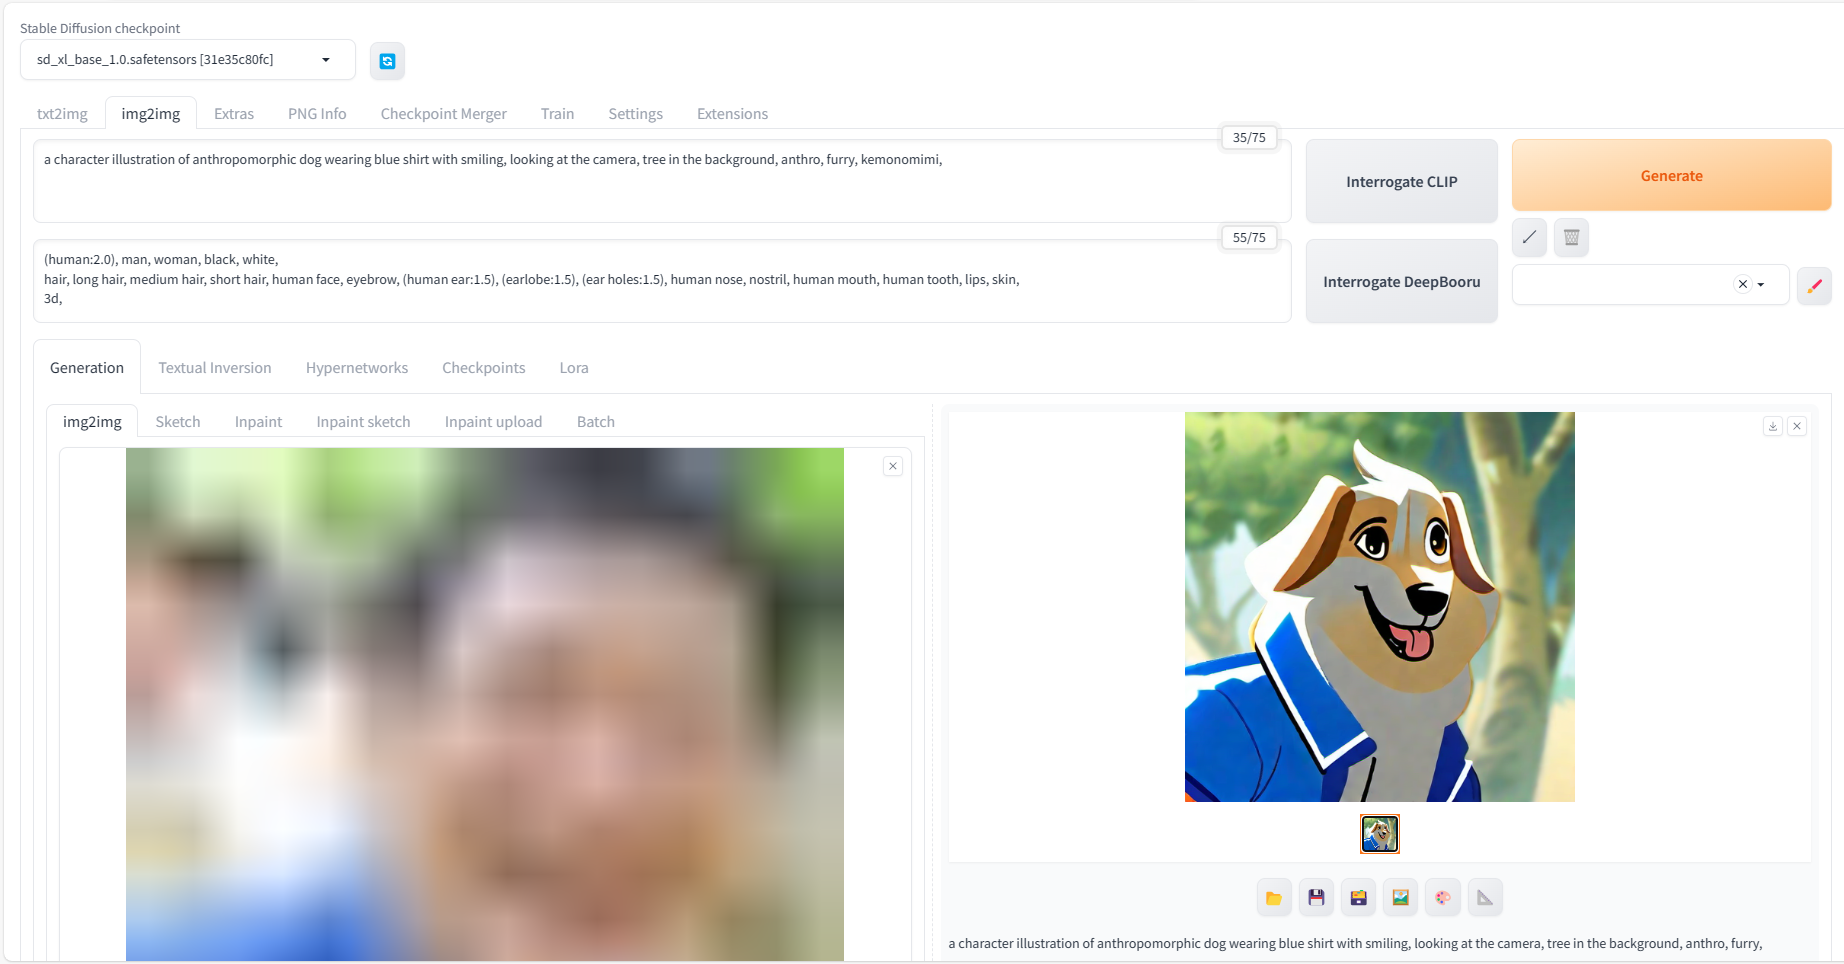 Stable Diffusion checkpoint
sd_xl_base_1.0.safetensors [31e35c80fc]
txt2img img2img Extras PNG Info Checkpoint Merger Train Settings Extensions
35/75
a character illustration of anthropomorphic dog wearing blue shirt with smiling, looking at the camera, tree in the background, anthro, furry, kemonomimi,
Interrogate CLIP
Generate
55/75
(human:2.0), man, woman, black, white,
hair, long hair, medium hair, short hair, human face, eyebrow, (human ear:1.5), (earlobe:1.5), (ear holes:1.5), human nose, nostril, human mouth, human tooth, lips, skin,
3d,
Interrogate DeepBooru
Generation Textual Inversion Hypernetworks Checkpoints Lora
img2img Sketch Inpaint Inpaint sketch Inpaint upload Batch
a character illustration of anthropomorphic dog wearing blue shirt with smiling, looking at the camera, tree in the background, anthro, furry,